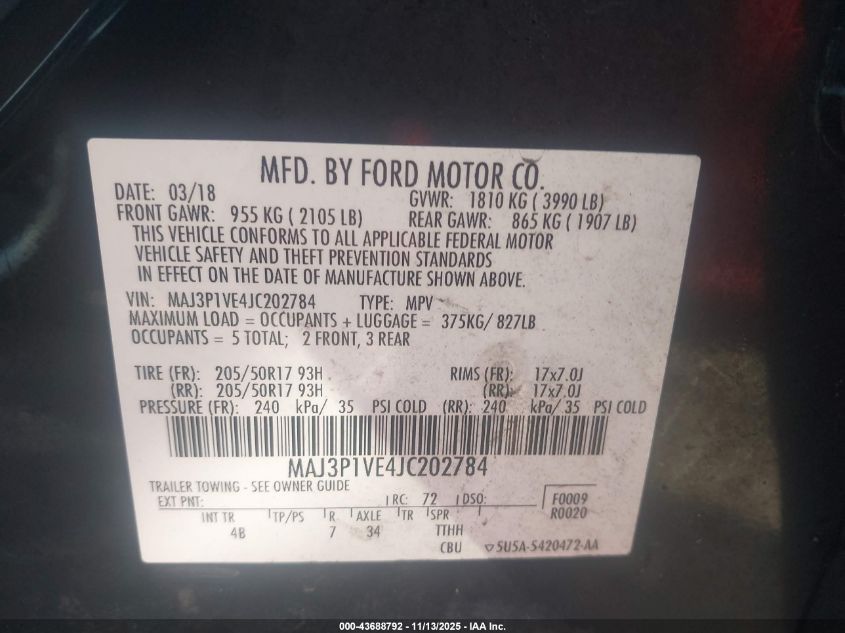 MFD. BY FORD MOTOR CO.
DATE: 03/18 GVWR: 1810 KG ( 3990 LB)
FRONT GAWR: 955 KG ( 2105 LB) REAR GAWR: 865 KG ( 1907 LB)
THIS VEHICLE CONFORMS TO ALL APPLICABLE FEDERAL MOTOR
VEHICLE SAFETY AND THEFT PREVENTION STANDARDS
IN EFFECT ON THE DATE OF MANUFACTURE SHOWN ABOVE.
VIN: MAJ3P1VE4JC202784 TYPE: MPV
MAXIMUM LOAD = OCCUPANTS + LUGGAGE = 375KG/ 827LB
OCCUPANTS = 5 TOTAL; 2 FRONT, 3 REAR
TIRE (FR): 205/50R17 93H RIMS (FR): 17x7.0J
(RR): 205/50R17 93H (RR): 17x7.0J
PRESSURE (FR): 240 kPa/ 35 PSI COLD (RR): 240 kPa/ 35 PSI COLD
MAJ3P1VE4JC202784
TRAILER TOWING - SEE OWNER GUIDE
EXT PNT: RC: 72 DSO: F0009
R0020
INT TR TP/PS R AXLE TR SPR
4B 7 34 TTHH
CBU ▽5U5A-5420472-AA
000-43688792 - 11/13/2025 - IAA Inc.